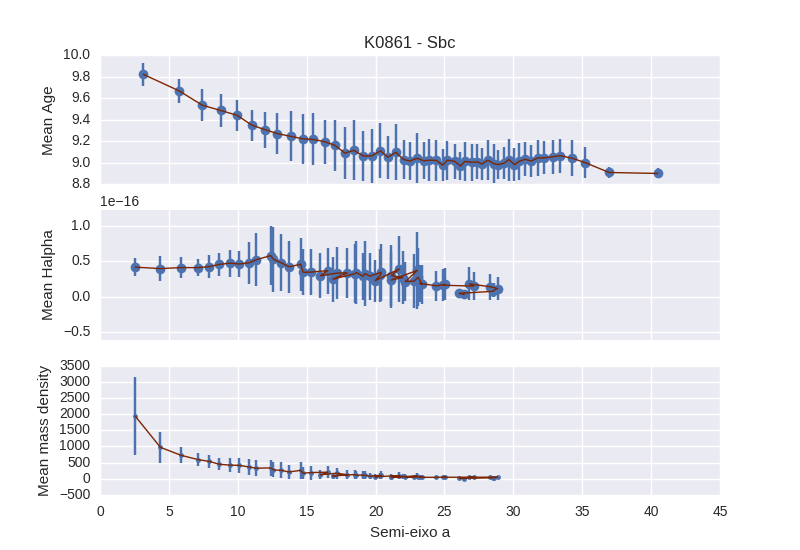 K0861 - Sbc
10.0
9.8
9.6
9.4
9.2
9.0
8.8
Mean Age
1e−16
1.0
0.5
0.0
−0.5
Mean Halpha
3500
3000
2500
2000
1500
1000
500
0
−500
Mean mass density
0 5 10 15 20 25 30 35 40 45
Semi-eixo a